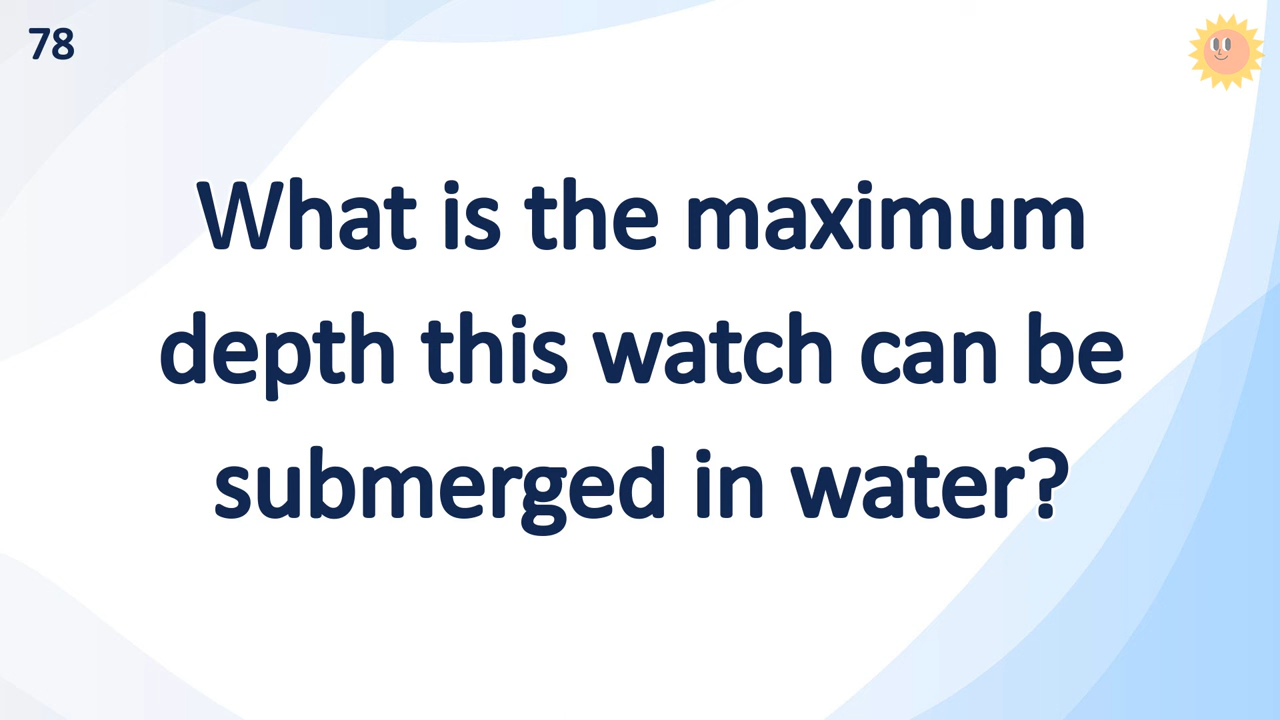 78
What is the maximum
depth this watch can be
submerged in water?